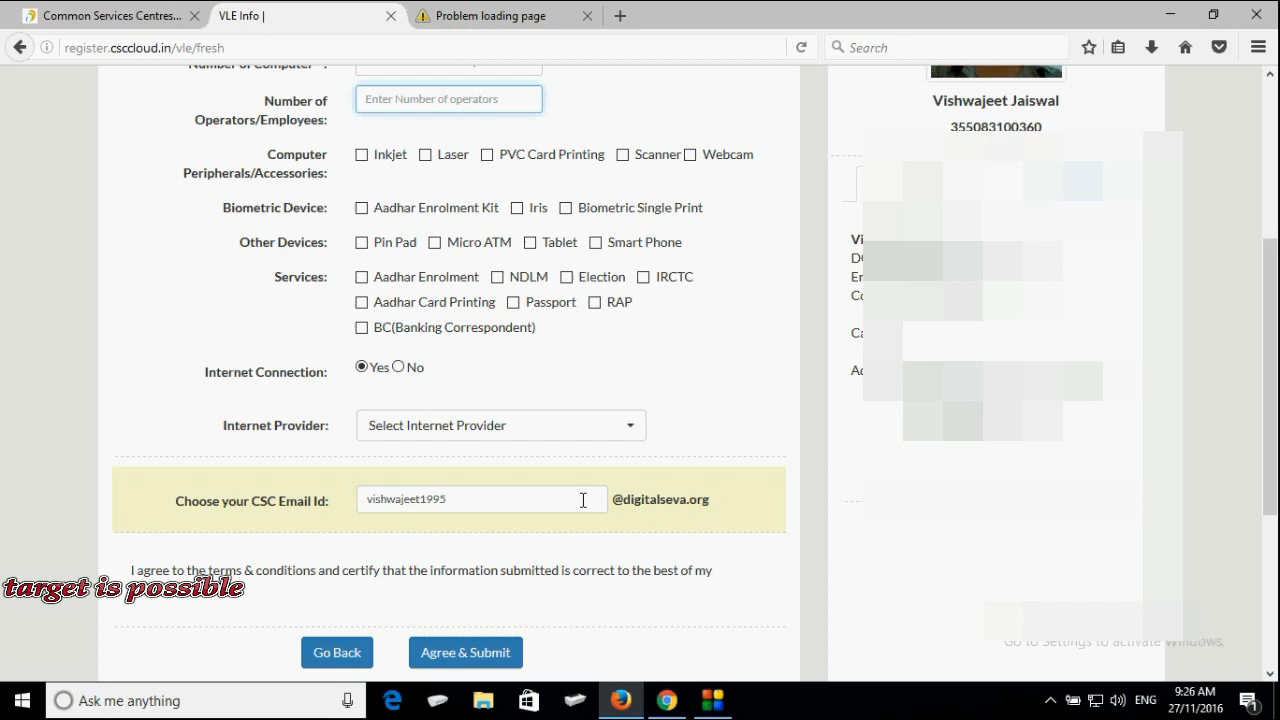 Common Services Centres...
VLE Info |
Problem loading page
register.csccloud.in/vle/fresh
Search
Number of
Operators/Employees:
Enter Number of operators
Computer
Peripherals/Accessories:
Inkjet Laser PVC Card Printing Scanner Webcam
Biometric Device: Aadhar Enrolment Kit Iris Biometric Single Print
Other Devices: Pin Pad Micro ATM Tablet Smart Phone
Services: Aadhar Enrolment NDLM Election IRCTC
Aadhar Card Printing Passport RAP
BC(Banking Correspondent)
Internet Connection: Yes No
Internet Provider: Select Internet Provider
Choose your CSC Email Id: vishwajeet1995 @digitalseva.org
I agree to the terms & conditions and certify that the information submitted is correct to the best of my
target is possible
Go Back Agree & Submit
Vishwajeet Jaiswal
355083100360
Go to Settings to activate Windows.
Ask me anything
ENG
9:26 AM
27/11/2016